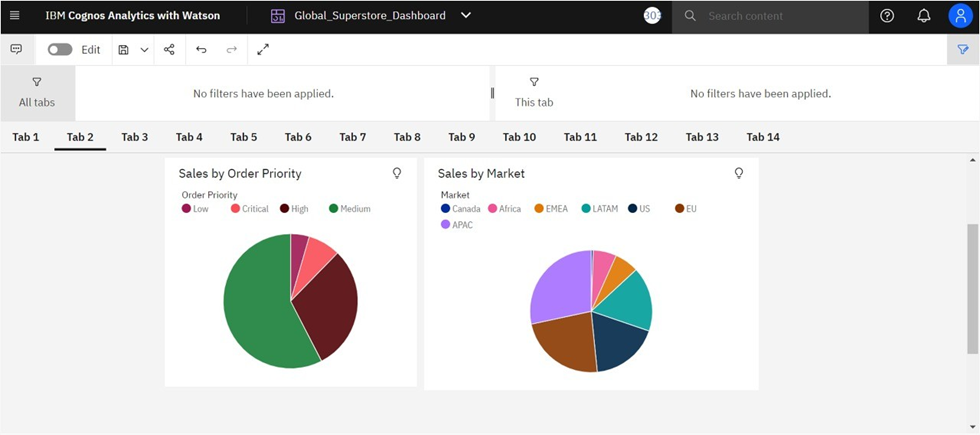 IBM Cognos Analytics with Watson
Global_Superstore_Dashboard
303
Search content
Edit
All tabs
No filters have been applied.
This tab
No filters have been applied.
Tab 1 Tab 2 Tab 3 Tab 4 Tab 5 Tab 6 Tab 7 Tab 8 Tab 9 Tab 10 Tab 11 Tab 12 Tab 13 Tab 14
Sales by Order Priority
Order Priority
Low Critical High Medium
Sales by Market
Market
Canada Africa EMEA LATAM US EU
APAC